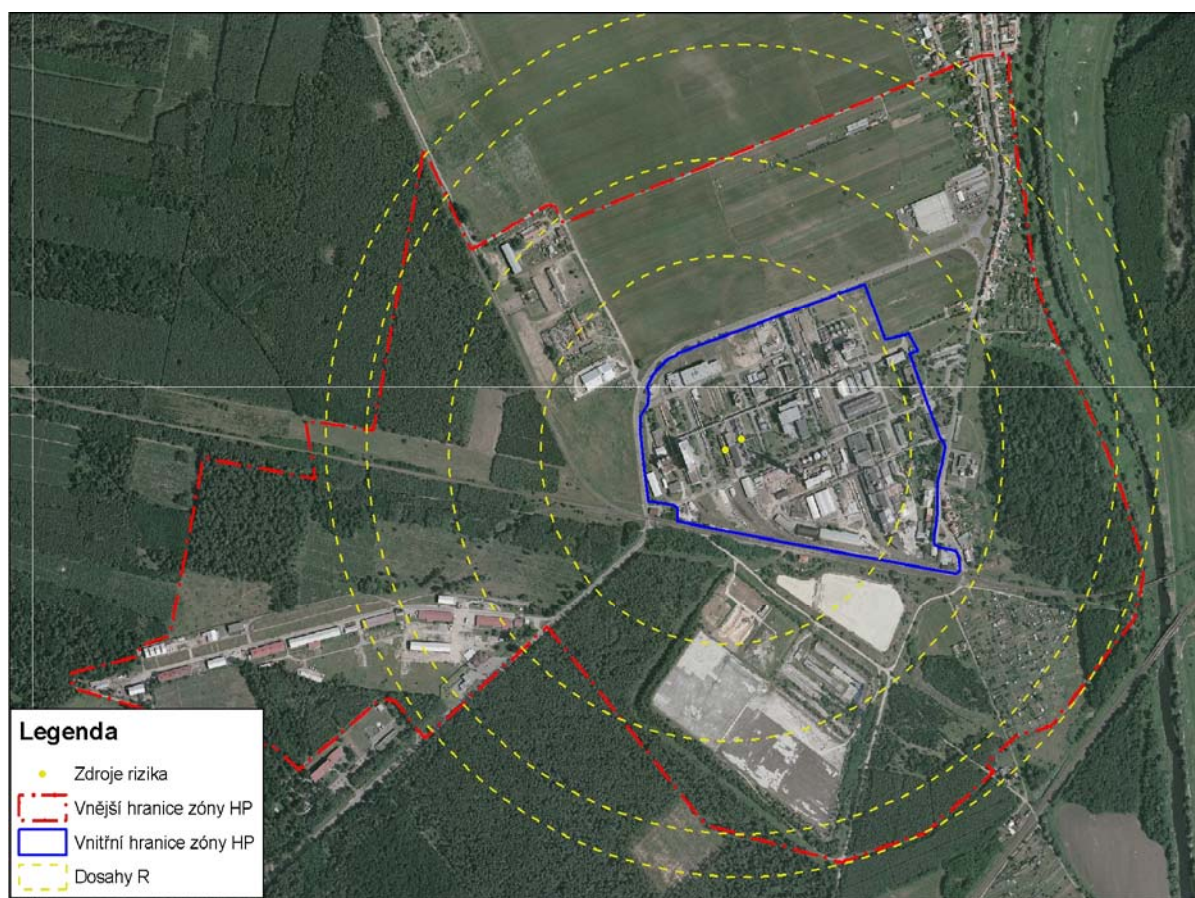 Legenda
Zdroje rizika
Vnější hranice zóny HP
Vnitřní hranice zóny HP
Dosahy R